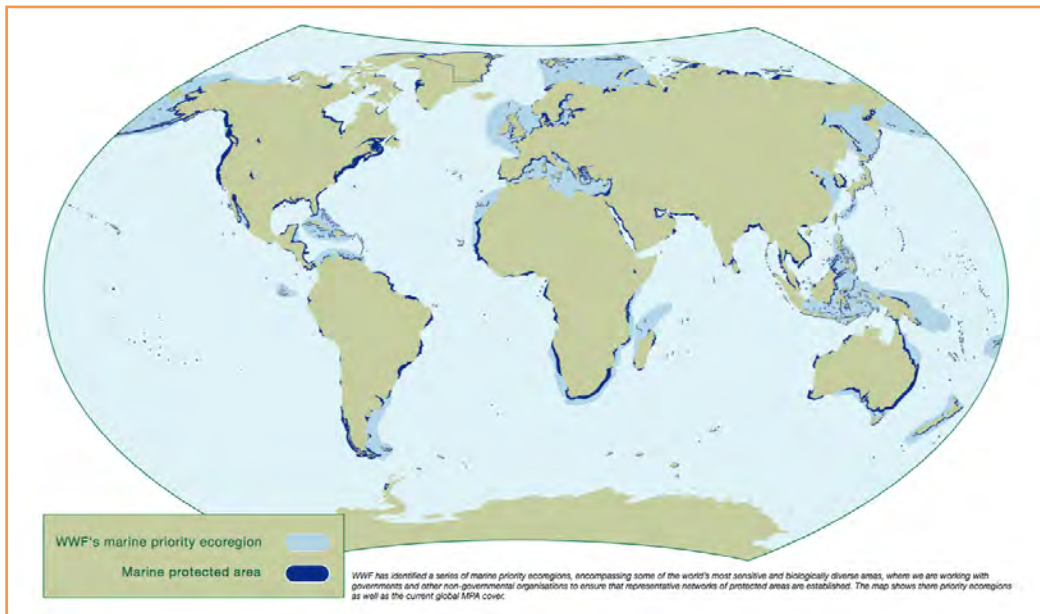 WWF's marine priority ecoregion
Marine protected area
WWF has identified a series of marine priority ecoregions, encompassing some of the world's most sensitive and biologically diverse areas, where we are working with
governments and other non-governmental organisations to ensure that representative networks of protected areas are established. The map shows there priority ecoregions
as well as the current global MPA cover.